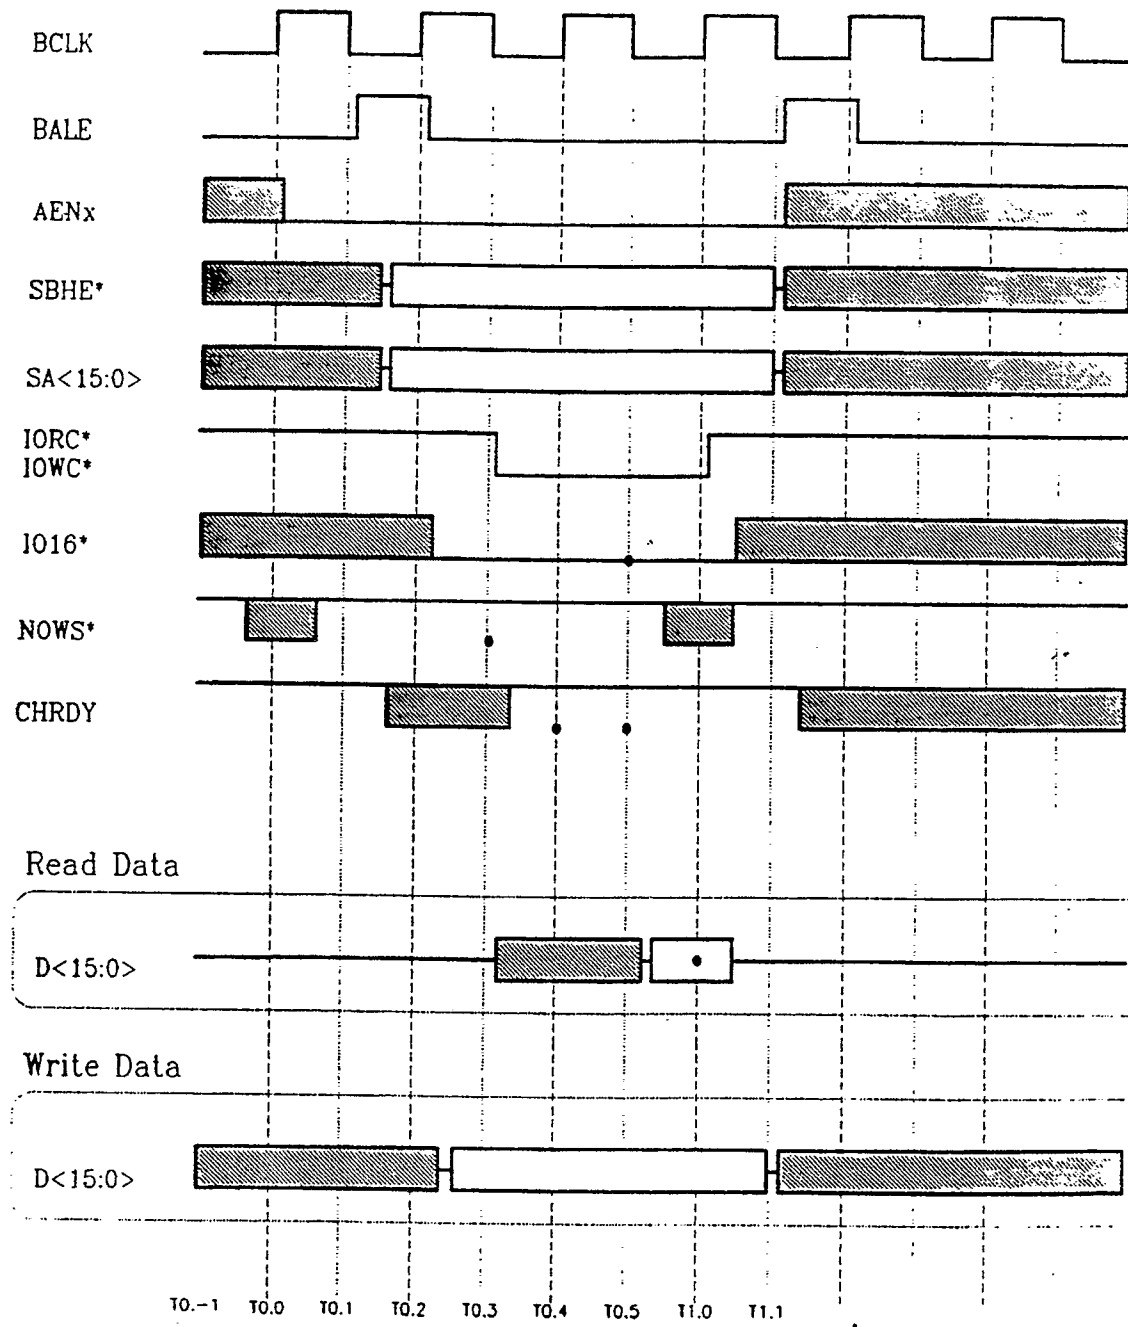 BCLK
BALE
AENx
SBHE*
SA<15:0>
IORC*
IOWC*
IO16*
NOWS*
CHRDY
Read Data
D<15:0>
Write Data
D<15:0>
T0.-1 T0.0 T0.1 T0.2 T0.3 T0.4 T0.5 T1.0 T1.1